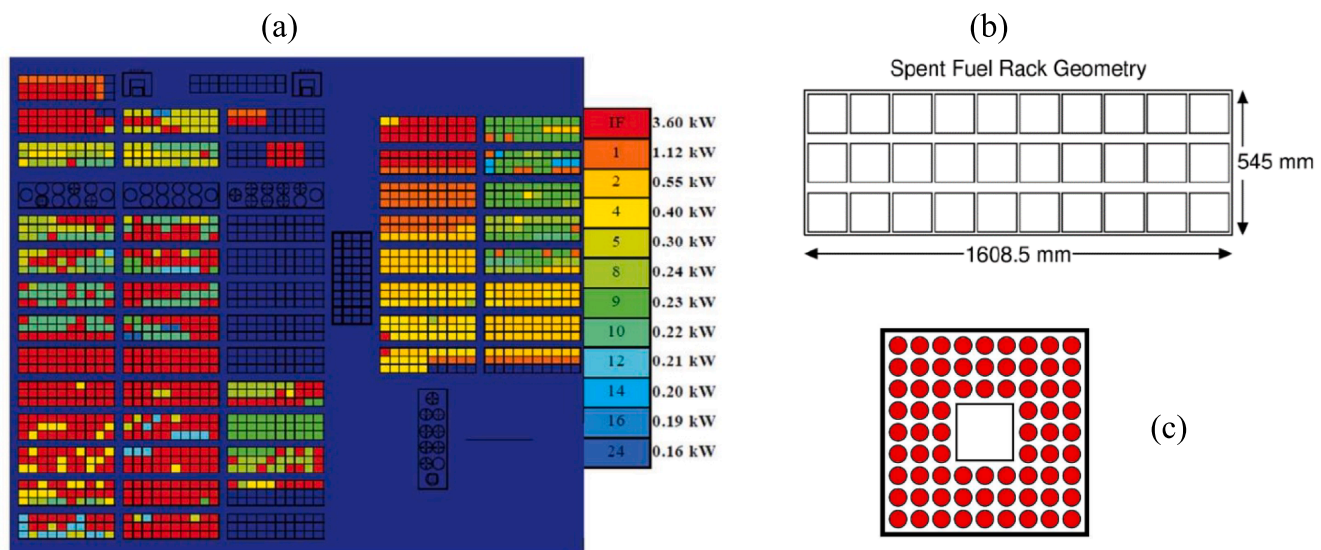 (a)
(b)
Spent Fuel Rack Geometry
545 mm
1608.5 mm
(c)
IF 3.60 kW
1 1.12 kW
2 0.55 kW
4 0.40 kW
5 0.30 kW
8 0.24 kW
9 0.23 kW
10 0.22 kW
12 0.21 kW
14 0.20 kW
16 0.19 kW
24 0.16 kW